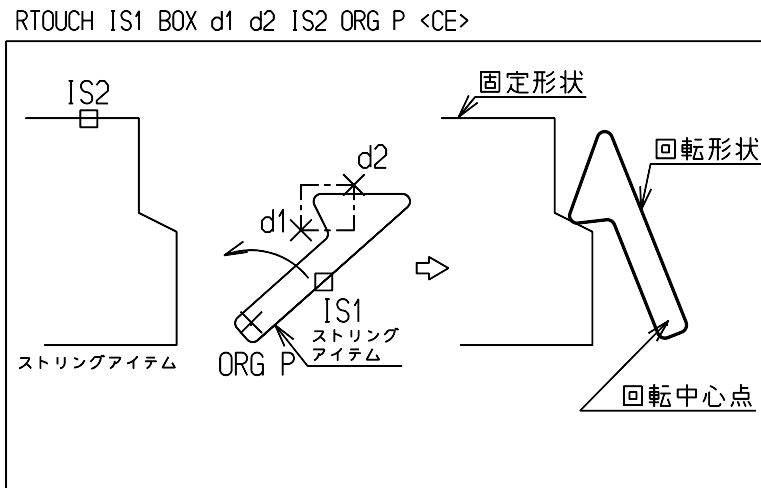 RTOUCH IS1 BOX d1 d2 IS2 ORG P <CE>
IS2
固定形状
d2
回転形状
d1
IS1
ストリング
アイテム
ストリングアイテム
ORG P
回転中心点